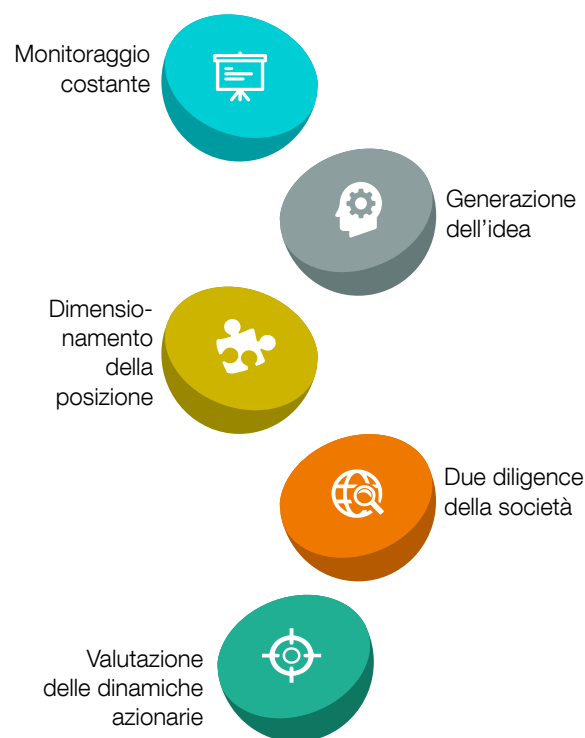 Monitoraggio
costante
Generazione
dell’idea
Dimensio-
namento
della
posizione
Due diligence
della società
Valutazione
delle dinamiche
azionarie